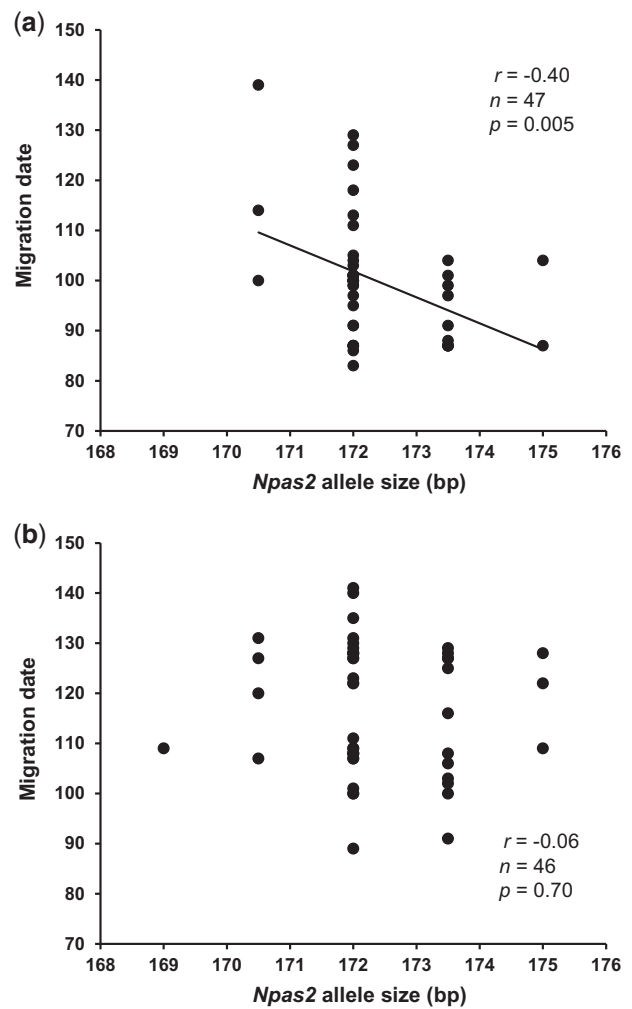 (a)
150
140
130
120
110
100
90
80
70
Migration date
r = -0.40
n = 47
p = 0.005
168 169 170 171 172 173 174 175 176
Npas2 allele size (bp)
(b)
150
140
130
120
110
100
90
80
70
Migration date
r = -0.06
n = 46
p = 0.70
168 169 170 171 172 173 174 175 176
Npas2 allele size (bp)